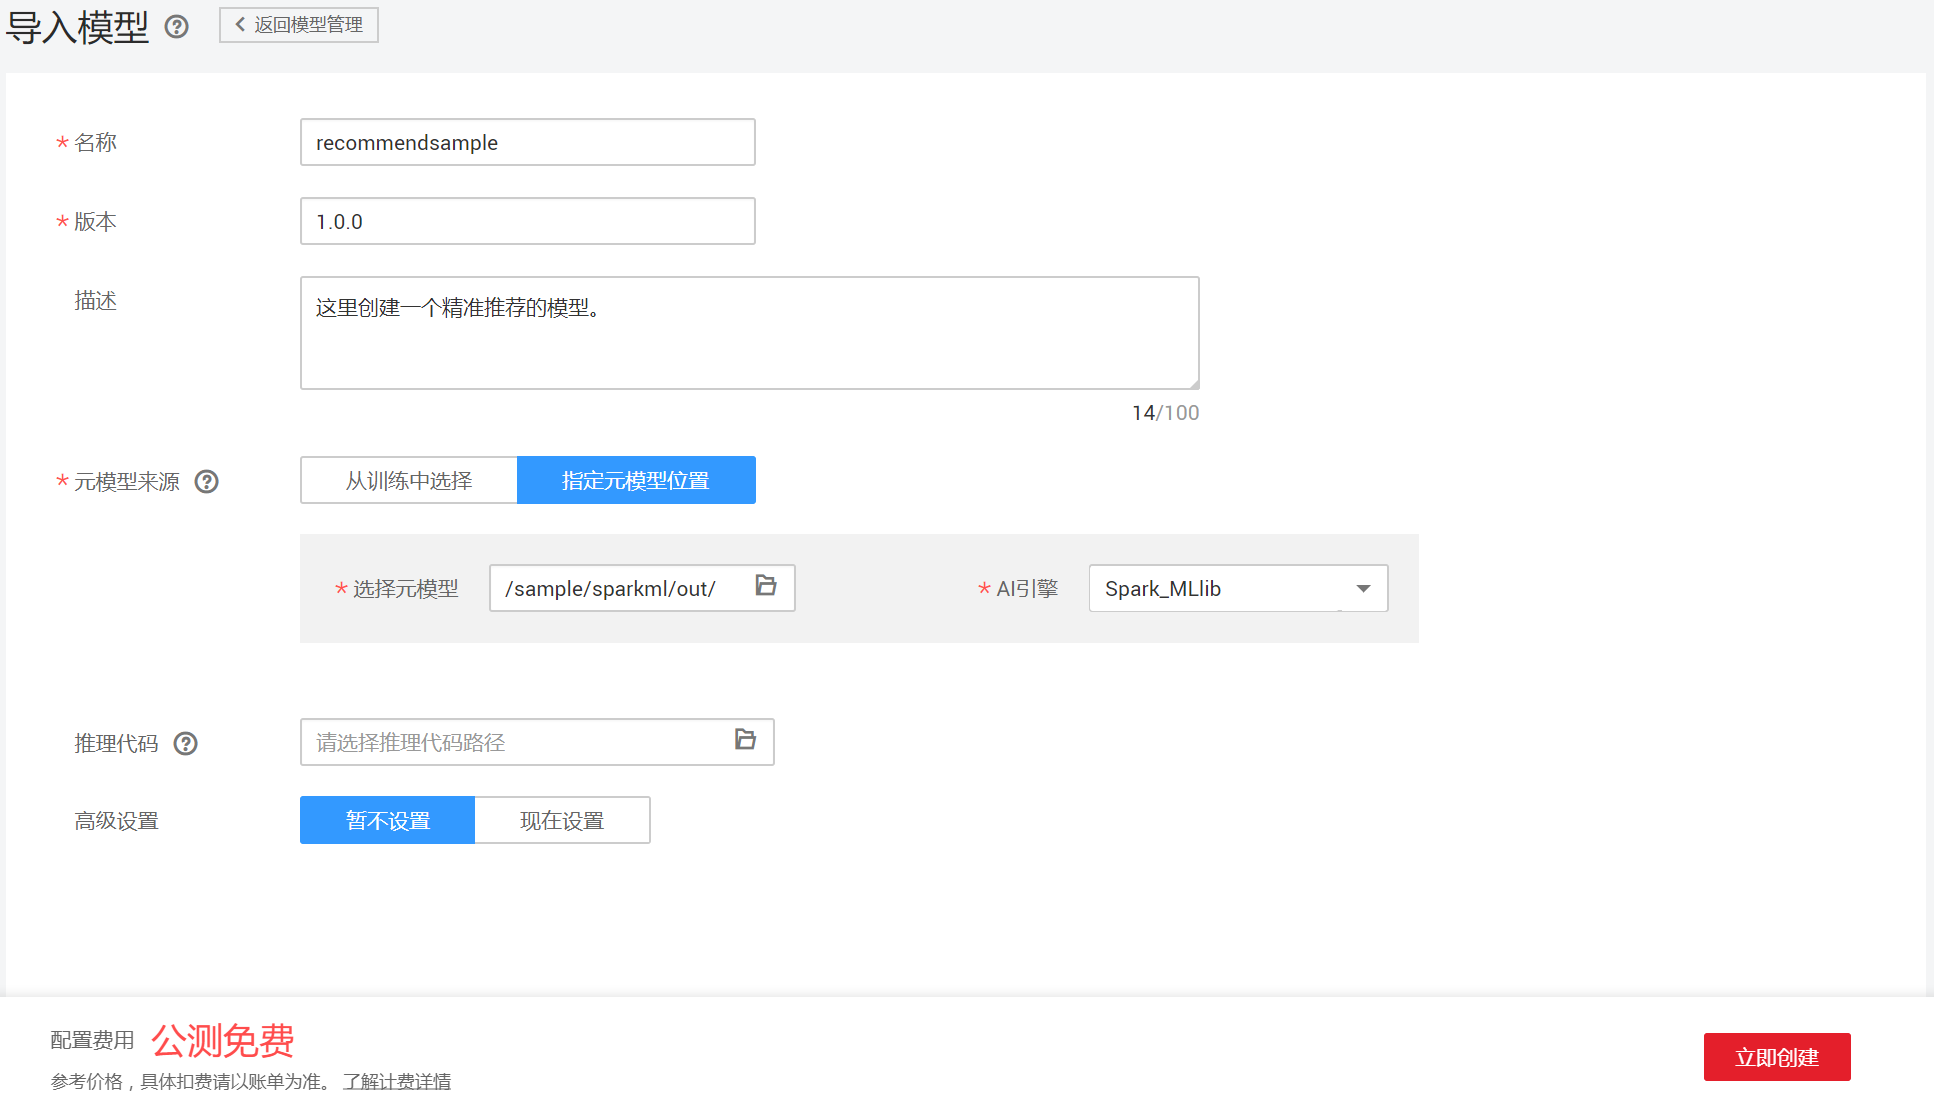 导入模型 返回模型管理
* 名称 recommendsample
* 版本 1.0.0
描述 这里创建一个精准推荐的模型。
14/100
* 元模型来源 从训练中选择 指定元模型位置
* 选择元模型 /sample/sparkml/out/ * AI引擎 Spark_MLlib
推理代码 请选择推理代码路径
高级设置 暂不设置 现在设置
配置费用 公测免费
参考价格，具体扣费请以账单为准。 了解计费详情
立即创建